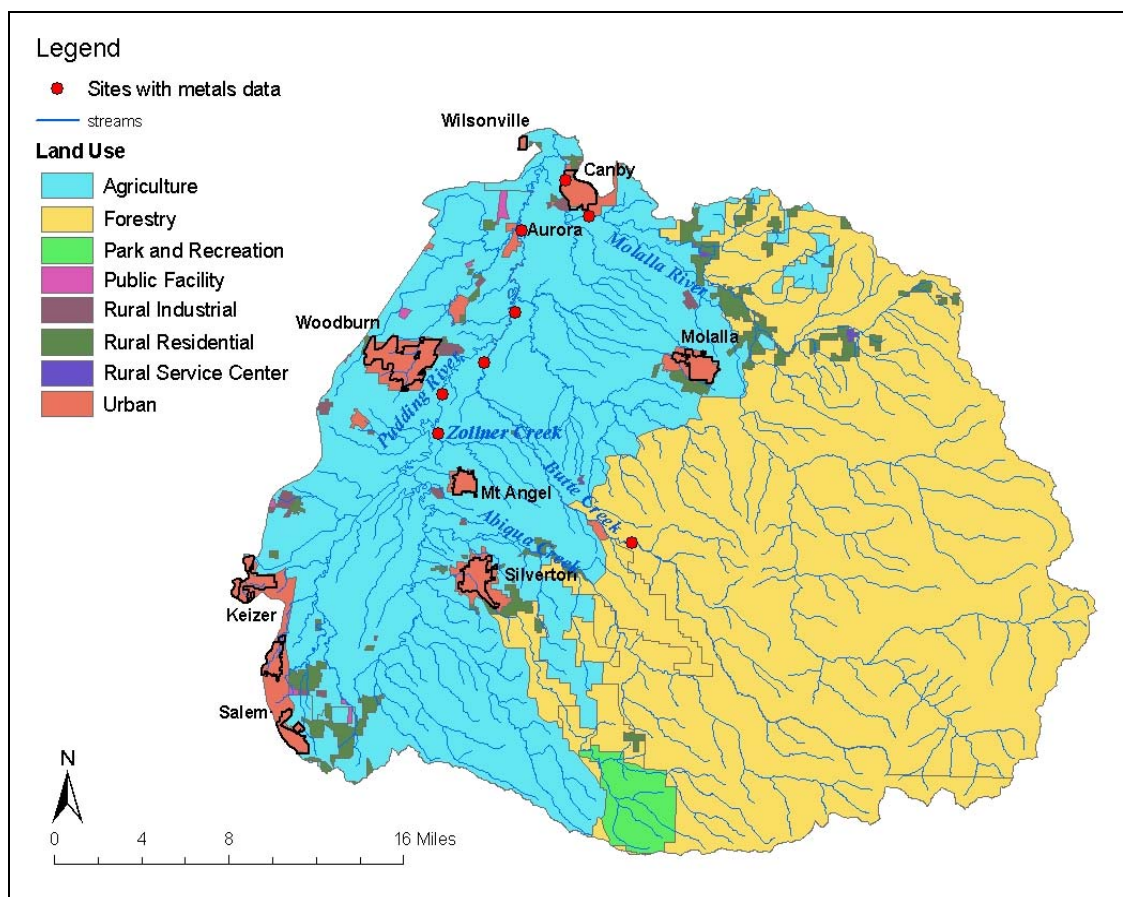 Legend
Sites with metals data
streams
Land Use
Agriculture
Forestry
Park and Recreation
Public Facility
Rural Industrial
Rural Residential
Rural Service Center
Urban
Wilsonville
Canby
Aurora
Molalla River
Woodburn
Molalla
Pudding River
Zollner Creek
Butte Creek
Mt Angel
Abiqua Creek
Silverton
Keizer
Salem
N
0 4 8 16 Miles